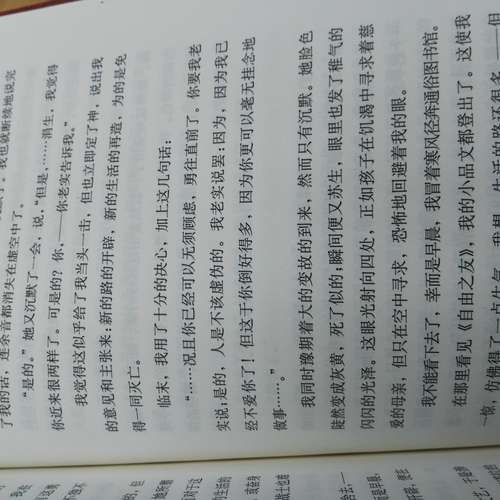 我也就断续地说完
了我的话，连余音都消失在虚空中了。
“是的。”她又沉默了一会，说，“但是，……涓生，我觉得
你近来很两样了。可是的？你，——你老实告诉我。”
我觉得这似乎给了我当头一击，但也立即定了神，说出我
的意见和主张来：新的路的开辟，新的生活的再造，为的是免
得一同灭亡。
临末，我用了十分的决心，加上这几句话：
“……况且你已经可以无须顾虑，勇往直前了。你要我老
实说；是的，人是不该虚伪的。我老实说罢：因为，因为我已
经不爱你了！但这于你倒好得多，因为你更可以毫无挂念地
做事……。”
我同时豫期着大的变故的到来，然而只有沉默。她脸色
陡然变成灰黄，死了似的；瞬间便又苏生，眼里也发了稚气的
闪闪的光泽。这眼光射向四处，正如孩子在饥渴中寻求着慈
爱的母亲，但只在空中寻求，恐怖地回避着我的眼。
我不能看下去了，幸而是早晨，我冒着寒风径奔通俗图书馆。
在那里看见《自由之友》，我的小品文都登出了。这使我
一惊，仿佛得了一点生气。我想，生活的路还很多，——但